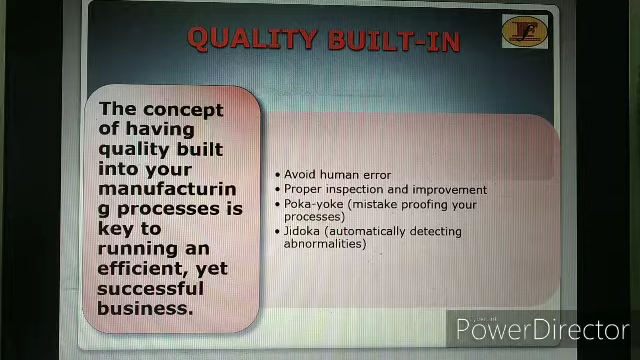 QUALITY BUILT-IN
The concept
of having
quality built
into your
manufacturin
g processes is
key to
running an
efficient, yet
successful
business.
• Avoid human error
• Proper inspection and improvement
• Poka-yoke (mistake proofing your
processes)
• Jidoka (automatically detecting
abnormalities)
PowerDirector